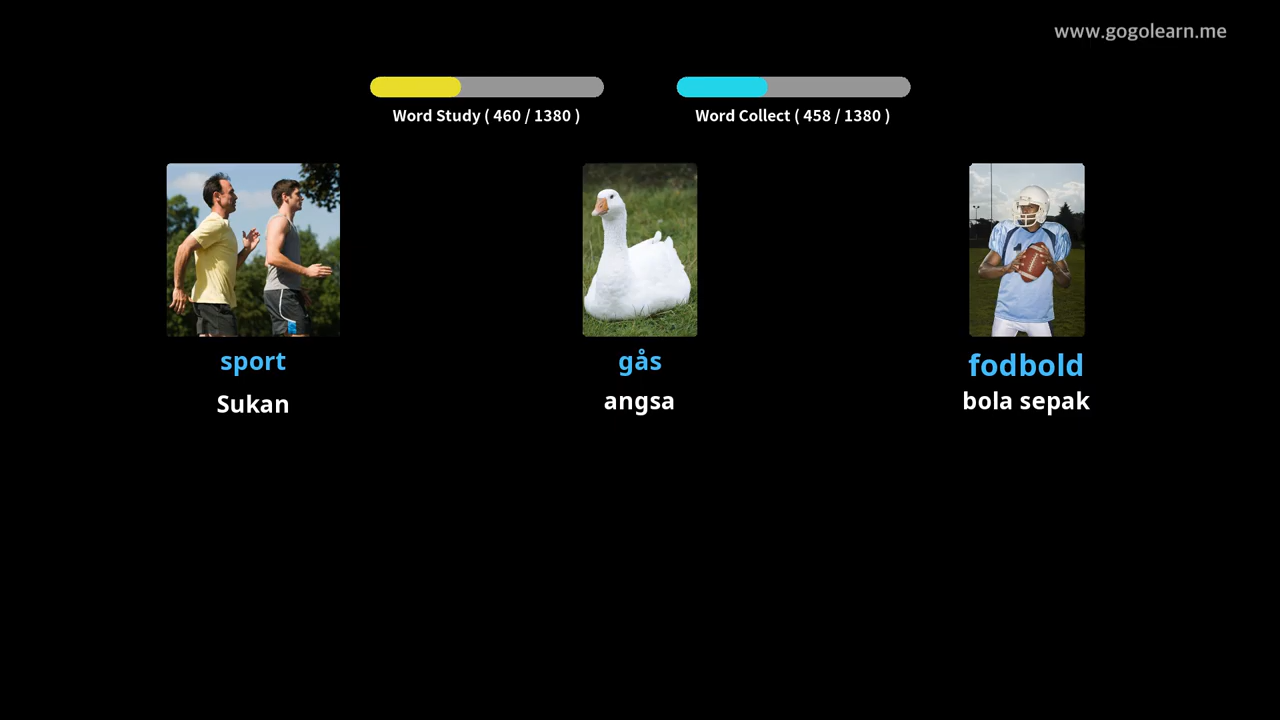 www.gogolearn.me
Word Study ( 460 / 1380 )
Word Collect ( 458 / 1380 )
sport
Sukan
gås
angsa
fodbold
bola sepak